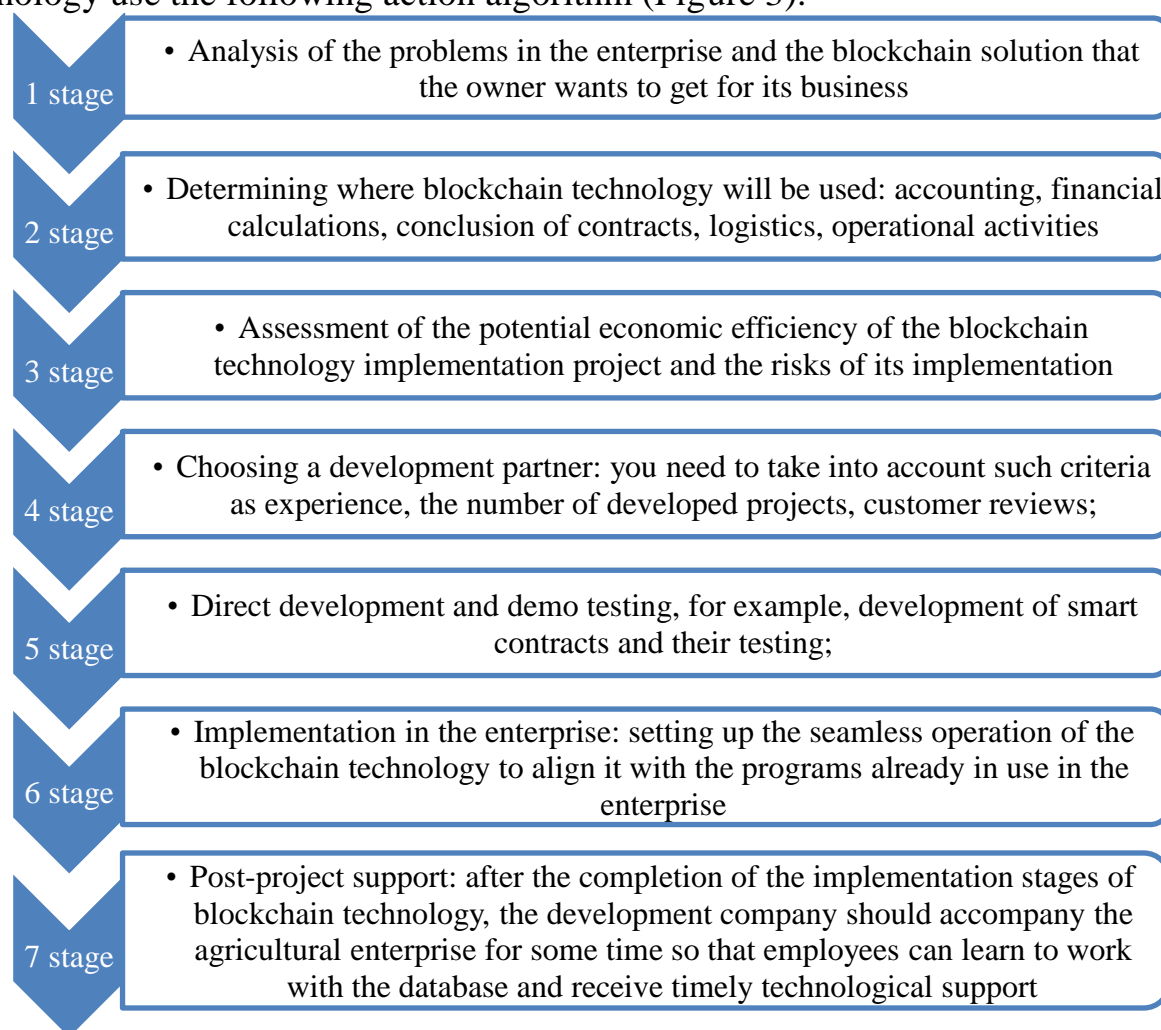 nology use the following action algorithm (Figure 3).
• Analysis of the problems in the enterprise and the blockchain solution that
the owner wants to get for its business
1 stage
• Determining where blockchain technology will be used: accounting, financial
calculations, conclusion of contracts, logistics, operational activities
2 stage
• Assessment of the potential economic efficiency of the blockchain
technology implementation project and the risks of its implementation
3 stage
• Choosing a development partner: you need to take into account such criteria
as experience, the number of developed projects, customer reviews;
4 stage
• Direct development and demo testing, for example, development of smart
contracts and their testing;
5 stage
• Implementation in the enterprise: setting up the seamless operation of the
blockchain technology to align it with the programs already in use in the
enterprise
6 stage
• Post-project support: after the completion of the implementation stages of
blockchain technology, the development company should accompany the
agricultural enterprise for some time so that employees can learn to work
with the database and receive timely technological support
7 stage